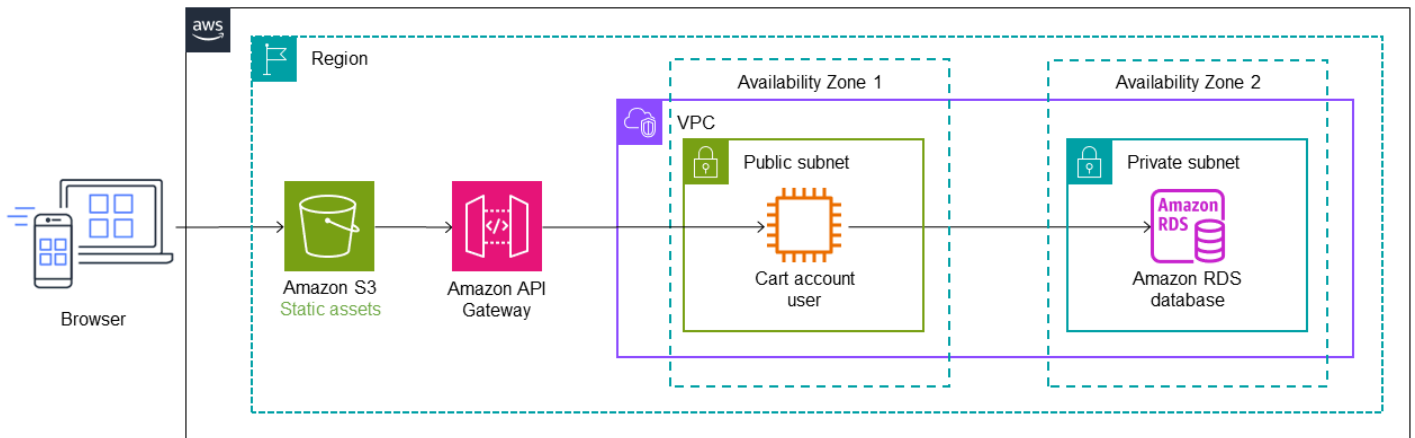 aws
Region
Availability Zone 1
Availability Zone 2
VPC
Public subnet
Private subnet
Amazon
RDS
</>
Browser
Amazon S3
Static assets
Amazon API
Gateway
Cart account
user
Amazon RDS
database